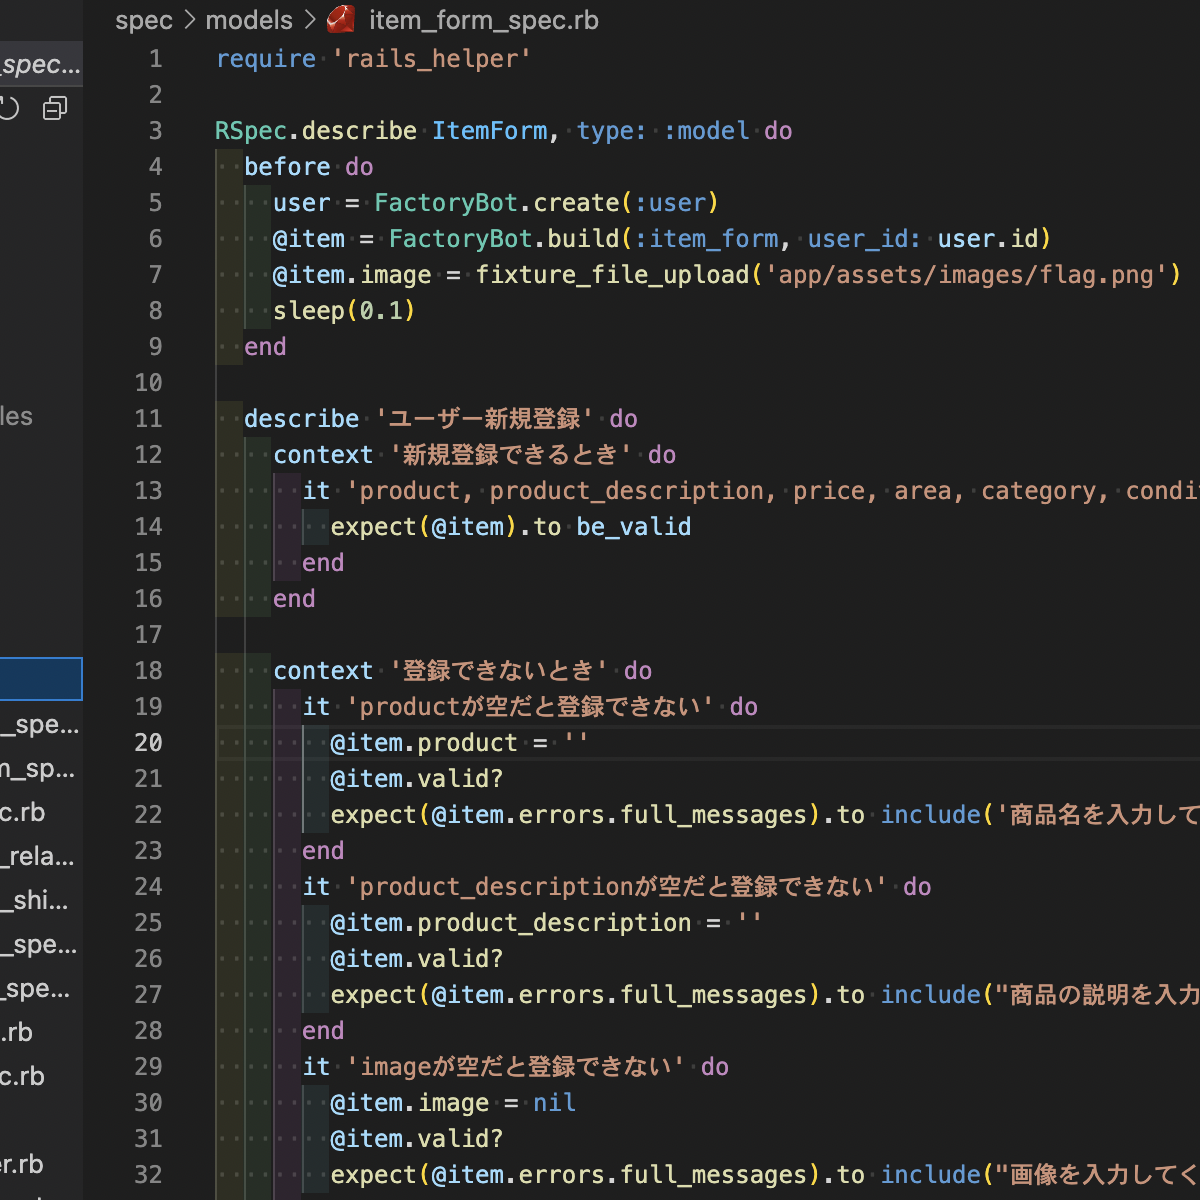 spec > models > item_form_spec.rb
_spec...
les
_spe...
_sp...
c.rb
_rela...
_shi...
_spe...
_spe...
.rb
c.rb
r.rb
1 require 'rails_helper'
2
3 RSpec.describe ItemForm, type: :model do
4 before do
5 user = FactoryBot.create(:user)
6 @item = FactoryBot.build(:item_form, user_id: user.id)
7 @item.image = fixture_file_upload('app/assets/images/flag.png')
8 sleep(0.1)
9 end
10
11 describe 'ユーザー新規登録' do
12 context '新規登録できるとき' do
13 it 'product, product_description, price, area, category, condi
14 expect(@item).to be_valid
15 end
16 end
17
18 context '登録できないとき' do
19 it 'productが空だと登録できない' do
20 @item.product = ''
21 @item.valid?
22 expect(@item.errors.full_messages).to include('商品名を入力して
23 end
24 it 'product_descriptionが空だと登録できない' do
25 @item.product_description = ''
26 @item.valid?
27 expect(@item.errors.full_messages).to include("商品の説明を入力
28 end
29 it 'imageが空だと登録できない' do
30 @item.image = nil
31 @item.valid?
32 expect(@item.errors.full_messages).to include("画像を入力してく